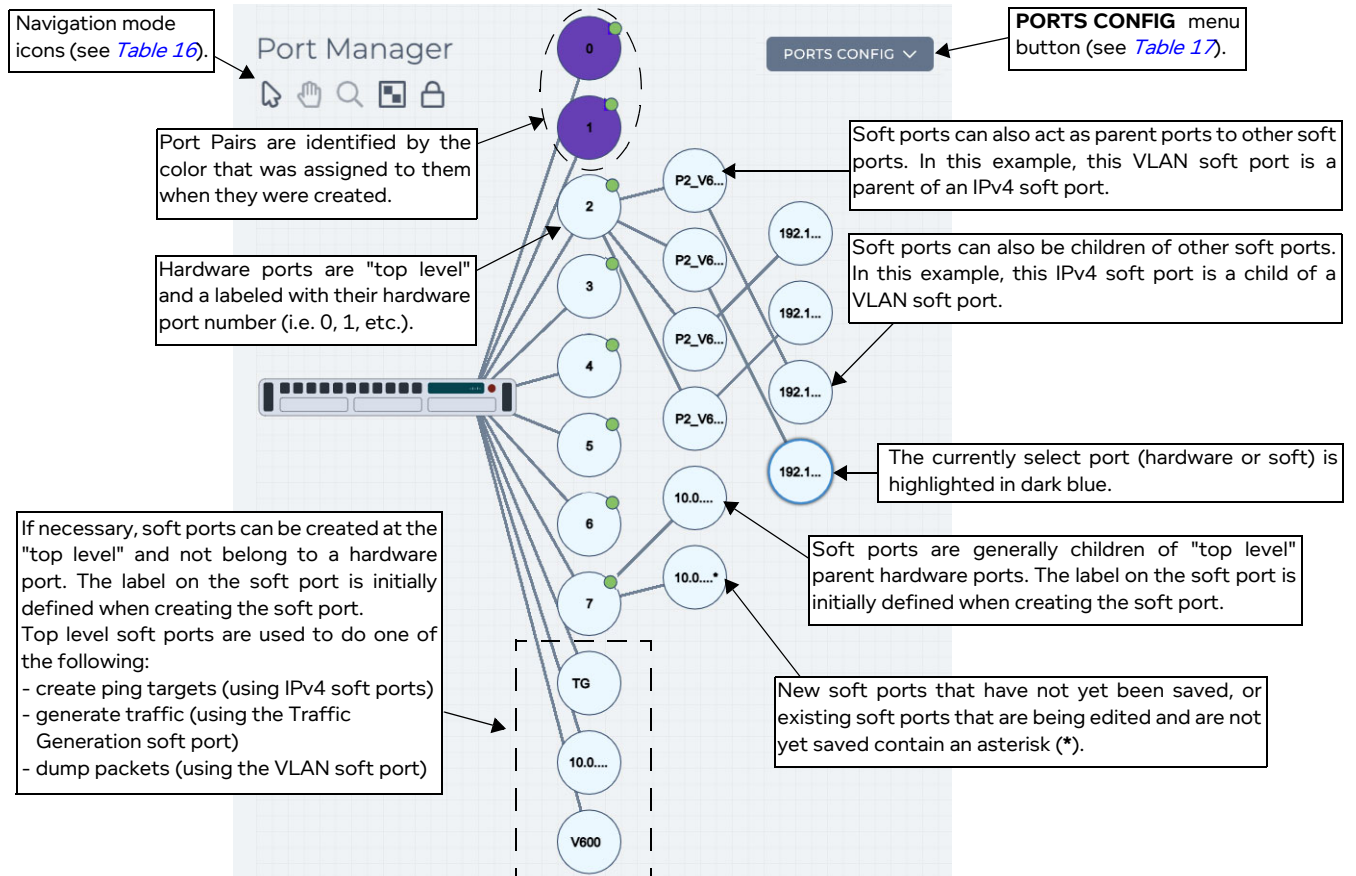 Navigation mode
icons (see Table 16).
Port Manager
PORTS CONFIG
PORTS CONFIG menu
button (see Table 17).
Port Pairs are identified by the
color that was assigned to them
when they were created.
Hardware ports are "top level"
and a labeled with their hardware
port number (i.e. 0, 1, etc.).
If necessary, soft ports can be created at the
"top level" and not belong to a hardware
port. The label on the soft port is initially
defined when creating the soft port.
Top level soft ports are used to do one of
the following:
- create ping targets (using IPv4 soft ports)
- generate traffic (using the Traffic
Generation soft port)
- dump packets (using the VLAN soft port)
0
1
2
3
4
5
6
7
TG
10.0....
V600
P2_V6...
P2_V6...
P2_V6...
P2_V6...
10.0....
10.0....*
192.1...
192.1...
192.1...
192.1...
Soft ports can also act as parent ports to other soft
ports. In this example, this VLAN soft port is a
parent of an IPv4 soft port.
Soft ports can also be children of other soft ports.
In this example, this IPv4 soft port is a child of a
VLAN soft port.
The currently select port (hardware or soft) is
highlighted in dark blue.
Soft ports are generally children of "top level"
parent hardware ports. The label on the soft port is
initially defined when creating the soft port.
New soft ports that have not yet been saved, or
existing soft ports that are being edited and are not
yet saved contain an asterisk (*).